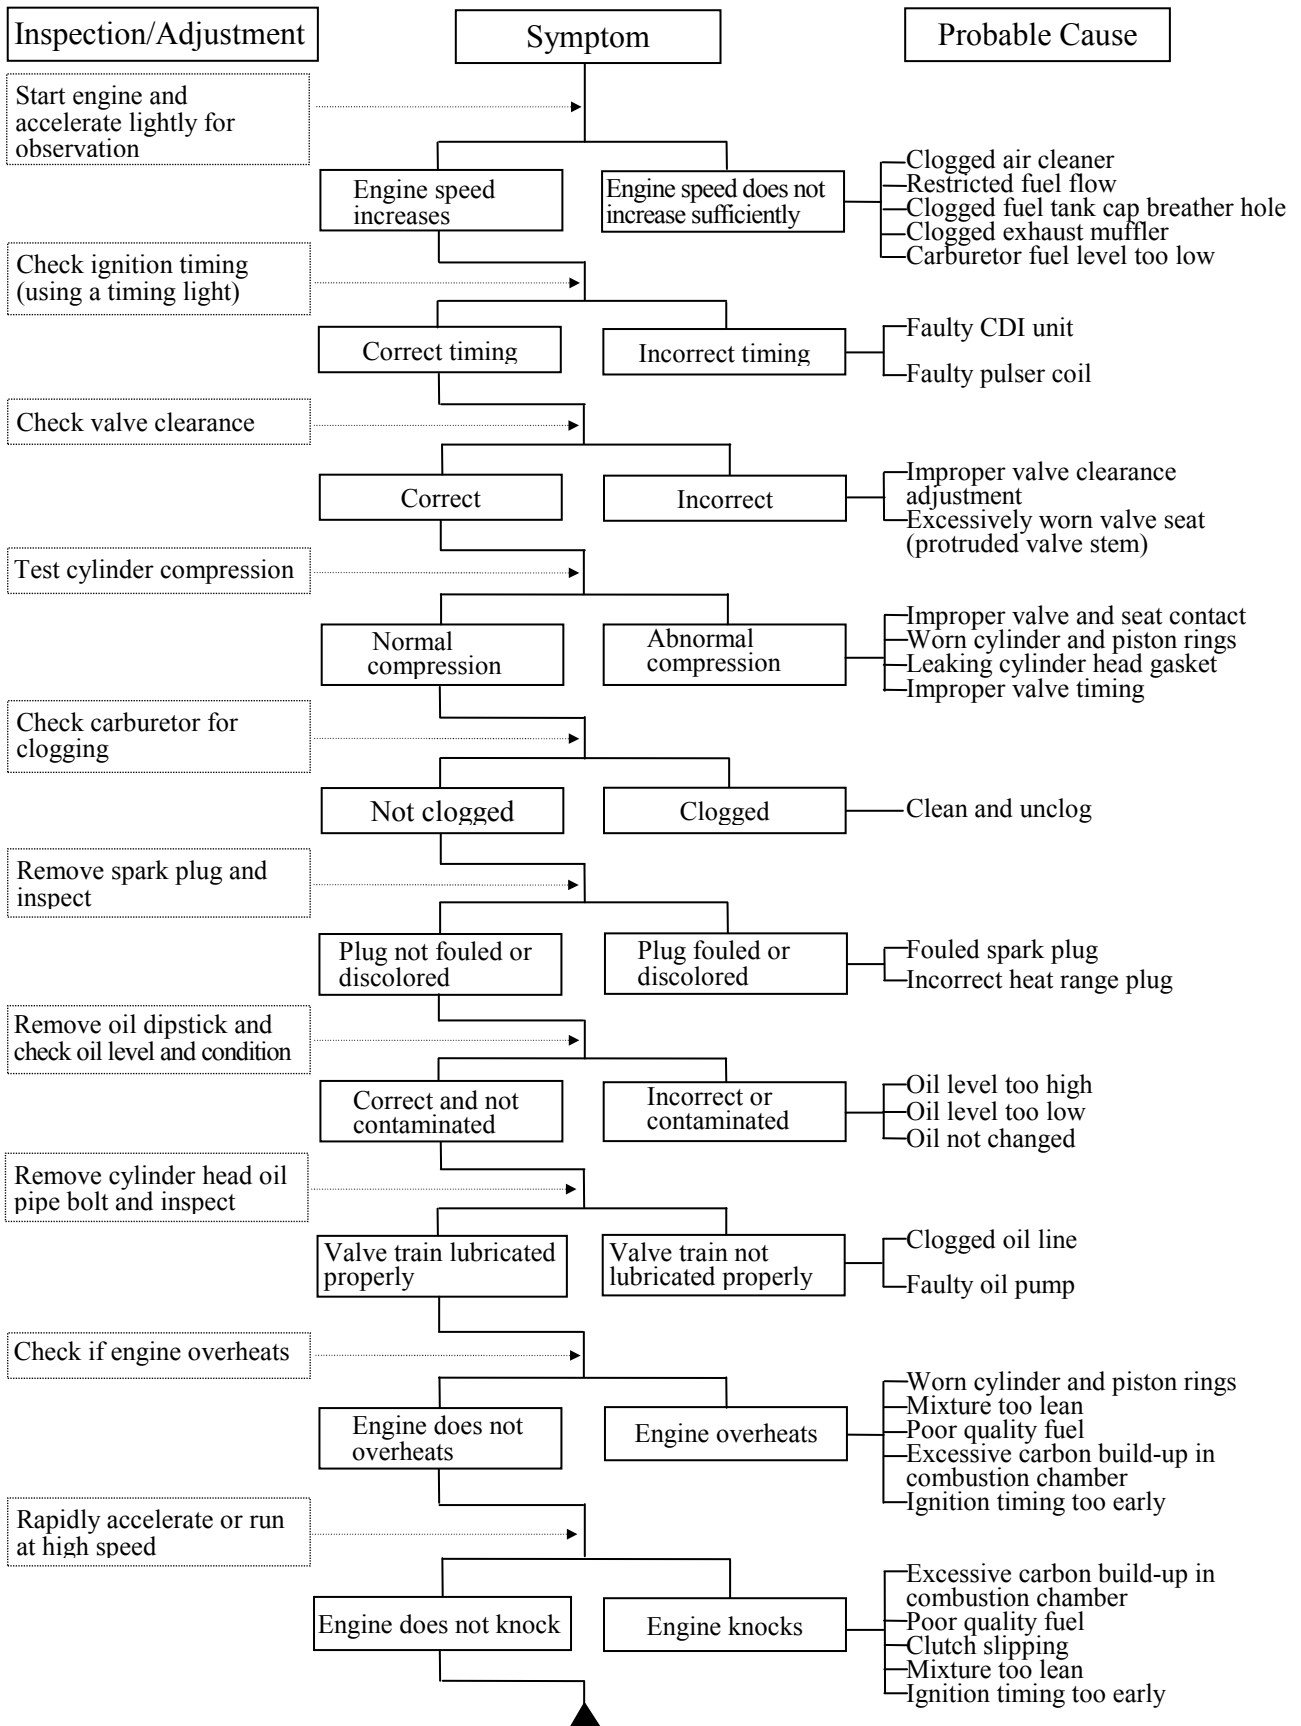 Inspection/Adjustment
Symptom
Probable Cause
Start engine and
accelerate lightly for
observation
Engine speed
increases
Engine speed does not
increase sufficiently
Clogged air cleaner
Restricted fuel flow
Clogged fuel tank cap breather hole
Clogged exhaust muffler
Carburetor fuel level too low
Check ignition timing
(using a timing light)
Correct timing
Incorrect timing
Faulty CDI unit
Faulty pulser coil
Check valve clearance
Correct
Incorrect
Improper valve clearance
adjustment
Excessively worn valve seat
(protruded valve stem)
Test cylinder compression
Normal
compression
Abnormal
compression
Improper valve and seat contact
Worn cylinder and piston rings
Leaking cylinder head gasket
Improper valve timing
Check carburetor for
clogging
Not clogged
Clogged
Clean and unclog
Remove spark plug and
inspect
Plug not fouled or
discolored
Plug fouled or
discolored
Fouled spark plug
Incorrect heat range plug
Remove oil dipstick and
check oil level and condition
Correct and not
contaminated
Incorrect or
contaminated
Oil level too high
Oil level too low
Oil not changed
Remove cylinder head oil
pipe bolt and inspect
Valve train lubricated
properly
Valve train not
lubricated properly
Clogged oil line
Faulty oil pump
Check if engine overheats
Engine does not
overheats
Engine overheats
Worn cylinder and piston rings
Mixture too lean
Poor quality fuel
Excessive carbon build-up in
combustion chamber
Ignition timing too early
Rapidly accelerate or run
at high speed
Engine does not knock
Engine knocks
Excessive carbon build-up in
combustion chamber
Poor quality fuel
Clutch slipping
Mixture too lean
Ignition timing too early